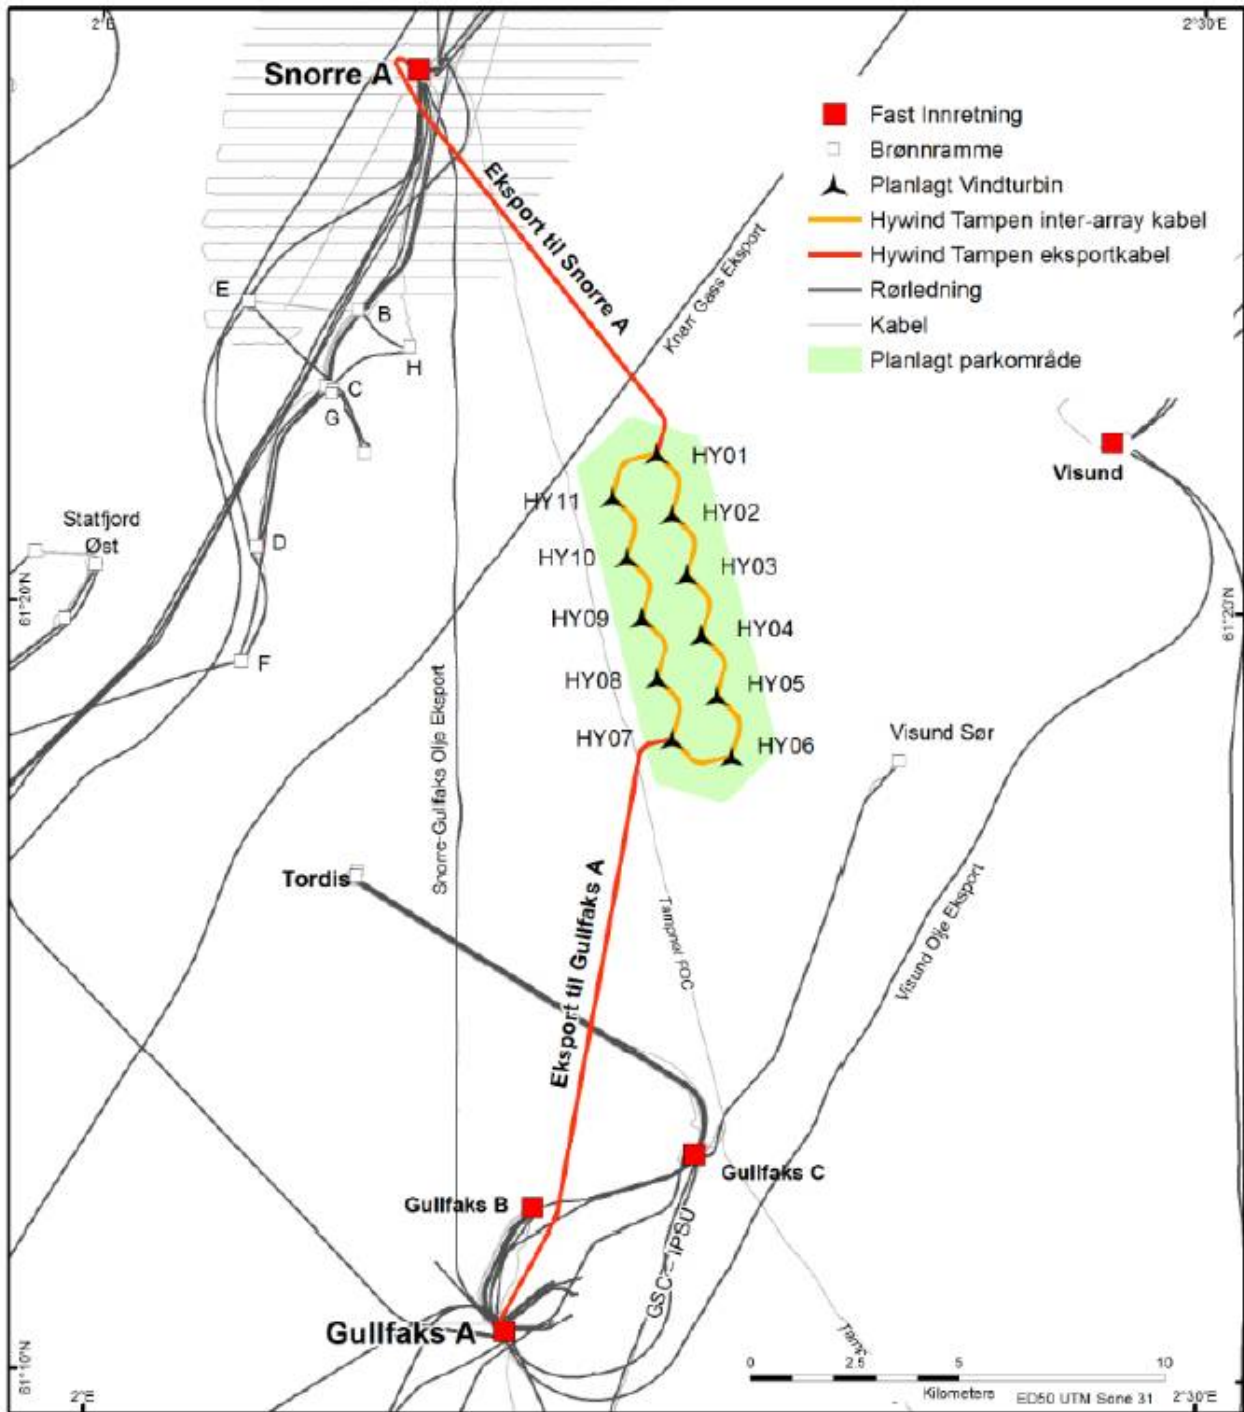 2°E
2°30'E
Snorre A
Fast Innretning
Brønnramme
Planlagt Vindturbin
Hywind Tampen inter-array kabel
Hywind Tampen eksportkabel
Rørledning
Kabel
Planlagt parkområde
Eksport til Snorre A
Knarr Gass Eksport
E
B
H
C
G
HY01
Visund
HY11
HY02
Statfjord
Øst
D
HY10
HY03
61°20'N
61°20'N
HY09
HY04
F
HY08
HY05
Snorre-Gullfaks Olje Eksport
HY07
HY06
Visund Sør
Tordis
Eksport til Gullfaks A
Tampnet FOC
Visund Olje Eksport
Gullfaks C
Gullfaks B
GSC - IPSU
Gullfaks A
61°10'N
0
2.5
5
10
Kilometers
ED50 UTM Sone 31
2°E
2°30'E